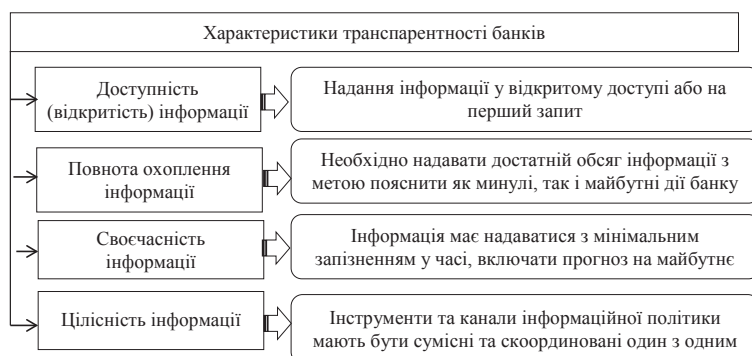 Характеристики транспарентності банків
Доступність
(відкритість) інформації
Надання інформації у відкритого доступі або на
перший запит
Повнота охоплення
інформації
Необхідно надавати достатній обсяг інформації з
метою пояснити як минулі, так і майбутні дії банку
Своєчасність
інформації
Інформація має надаватися з мінімальним
запізненням у часі, включати прогноз на майбутнє
Цілісність інформації
Інструменти та канали інформаційної політики
мають бути сумісні та скоординовані один з одним